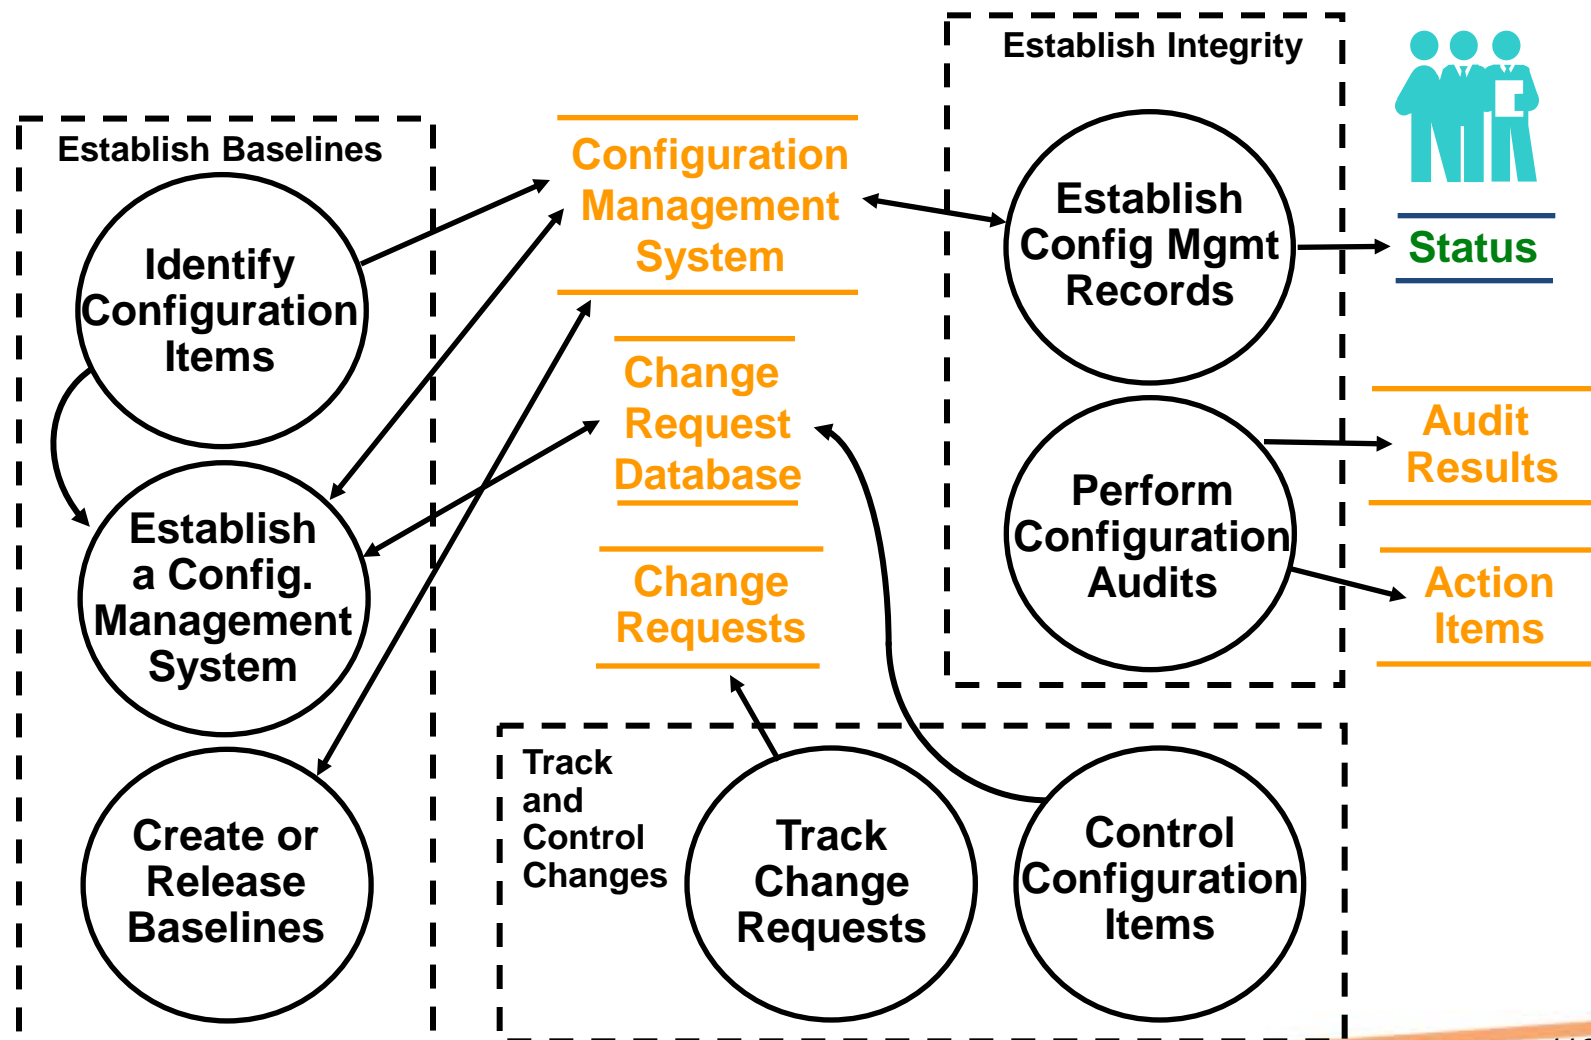 Establish Baselines
Identify
Configuration
Items
Establish
a Config.
Management
System
Create or
Release
Baselines
Configuration
Management
System
Change
Request
Database
Change
Requests
Establish Integrity
Establish
Config Mgmt
Records
Perform
Configuration
Audits
Status
Audit
Results
Action
Items
Track
and
Control
Changes
Track
Change
Requests
Control
Configuration
Items